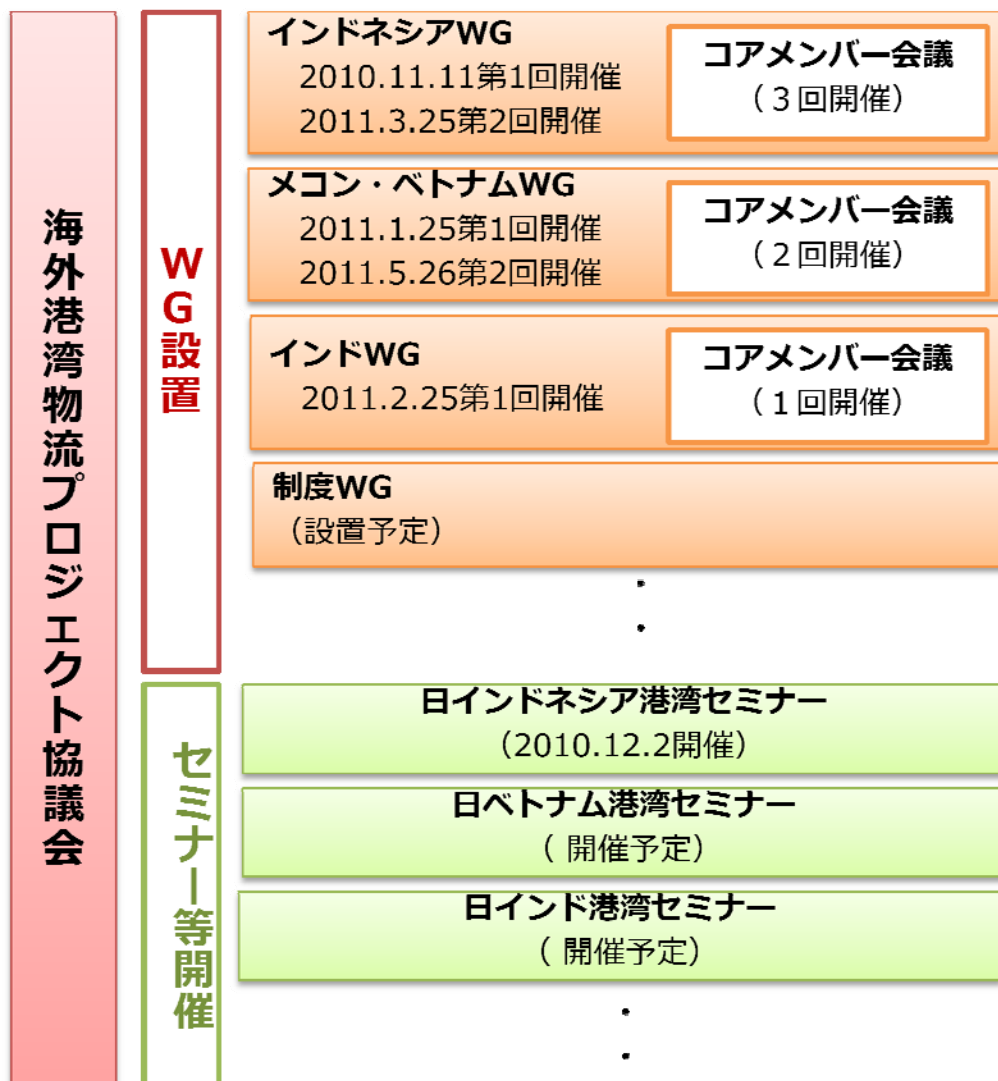 海外港湾物流プロジェクト協議会
WG設置
インドネシアWG
2010.11.11第1回開催
2011.3.25第2回開催
コアメンバー会議
（３回開催）
メコン・ベトナムWG
2011.1.25第1回開催
2011.5.26第2回開催
コアメンバー会議
（２回開催）
インドWG
2011.2.25第1回開催
コアメンバー会議
（１回開催）
制度WG
（設置予定）
・
・
セミナー等開催
日インドネシア港湾セミナー
（2010.12.2開催）
日ベトナム港湾セミナー
（ 開催予定）
日インド港湾セミナー
（ 開催予定）
・
・